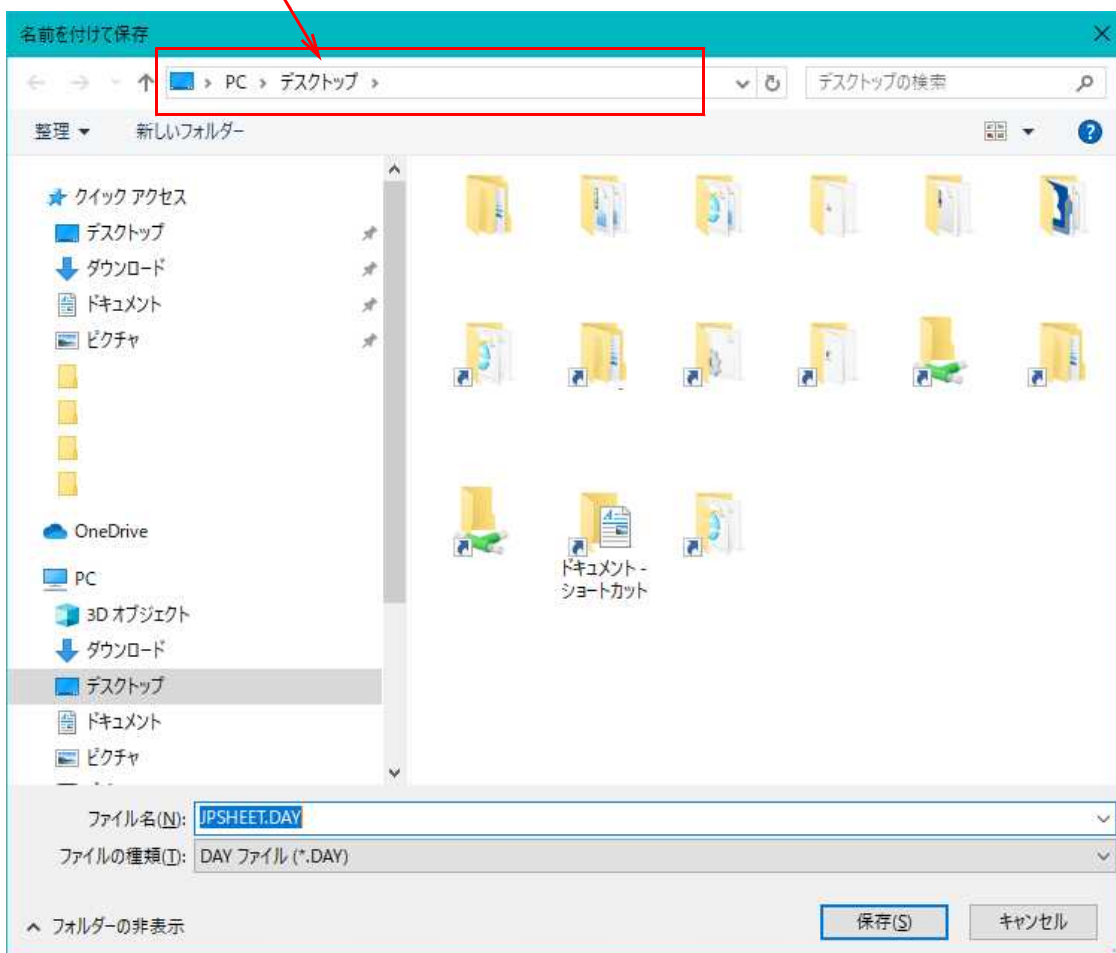 名前を付けて保存
PC > デスクトップ >
デスクトップの検索
整理
新しいフォルダー
クイック アクセス
デスクトップ
ダウンロード
ドキュメント
ピクチャ
OneDrive
PC
3D オブジェクト
ダウンロード
デスクトップ
ドキュメント
ピクチャ
ドキュメント -
ショートカット
ファイル名(N): JPSHEET.DAY
ファイルの種類(T): DAY ファイル (*.DAY)
フォルダーの非表示
保存(S)
キャンセル